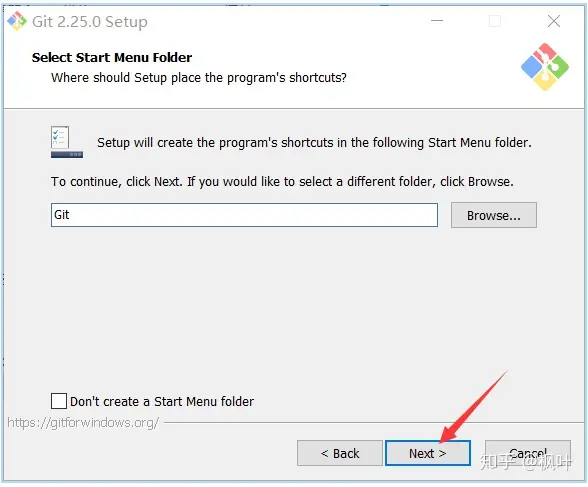 Git 2.25.0 Setup
Select Start Menu Folder
Where should Setup place the program's shortcuts?
Setup will create the program's shortcuts in the following Start Menu folder.
To continue, click Next. If you would like to select a different folder, click Browse.
Git
Browse...
Don't create a Start Menu folder
https://gitforwindows.org/
< Back
Next >
Cancel
知乎 @枫叶